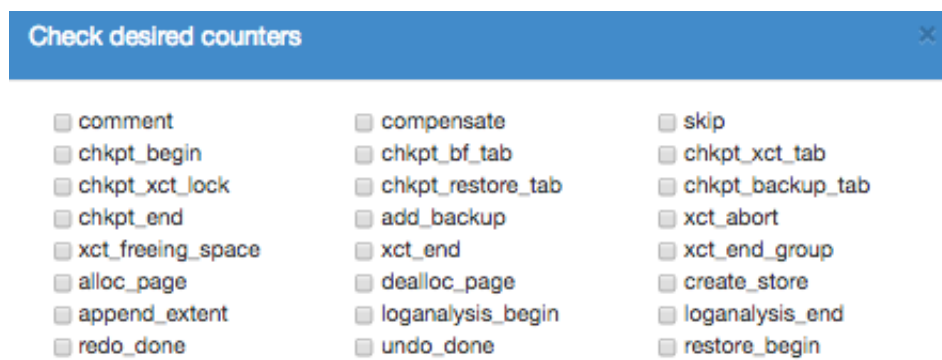 Check desired counters ×
comment compensate skip
chkpt_begin chkpt_bf_tab chkpt_xct_tab
chkpt_xct_lock chkpt_restore_tab chkpt_backup_tab
chkpt_end add_backup xct_abort
xct_freeing_space xct_end xct_end_group
alloc_page dealloc_page create_store
append_extent loganalysis_begin loganalysis_end
redo_done undo_done restore_begin